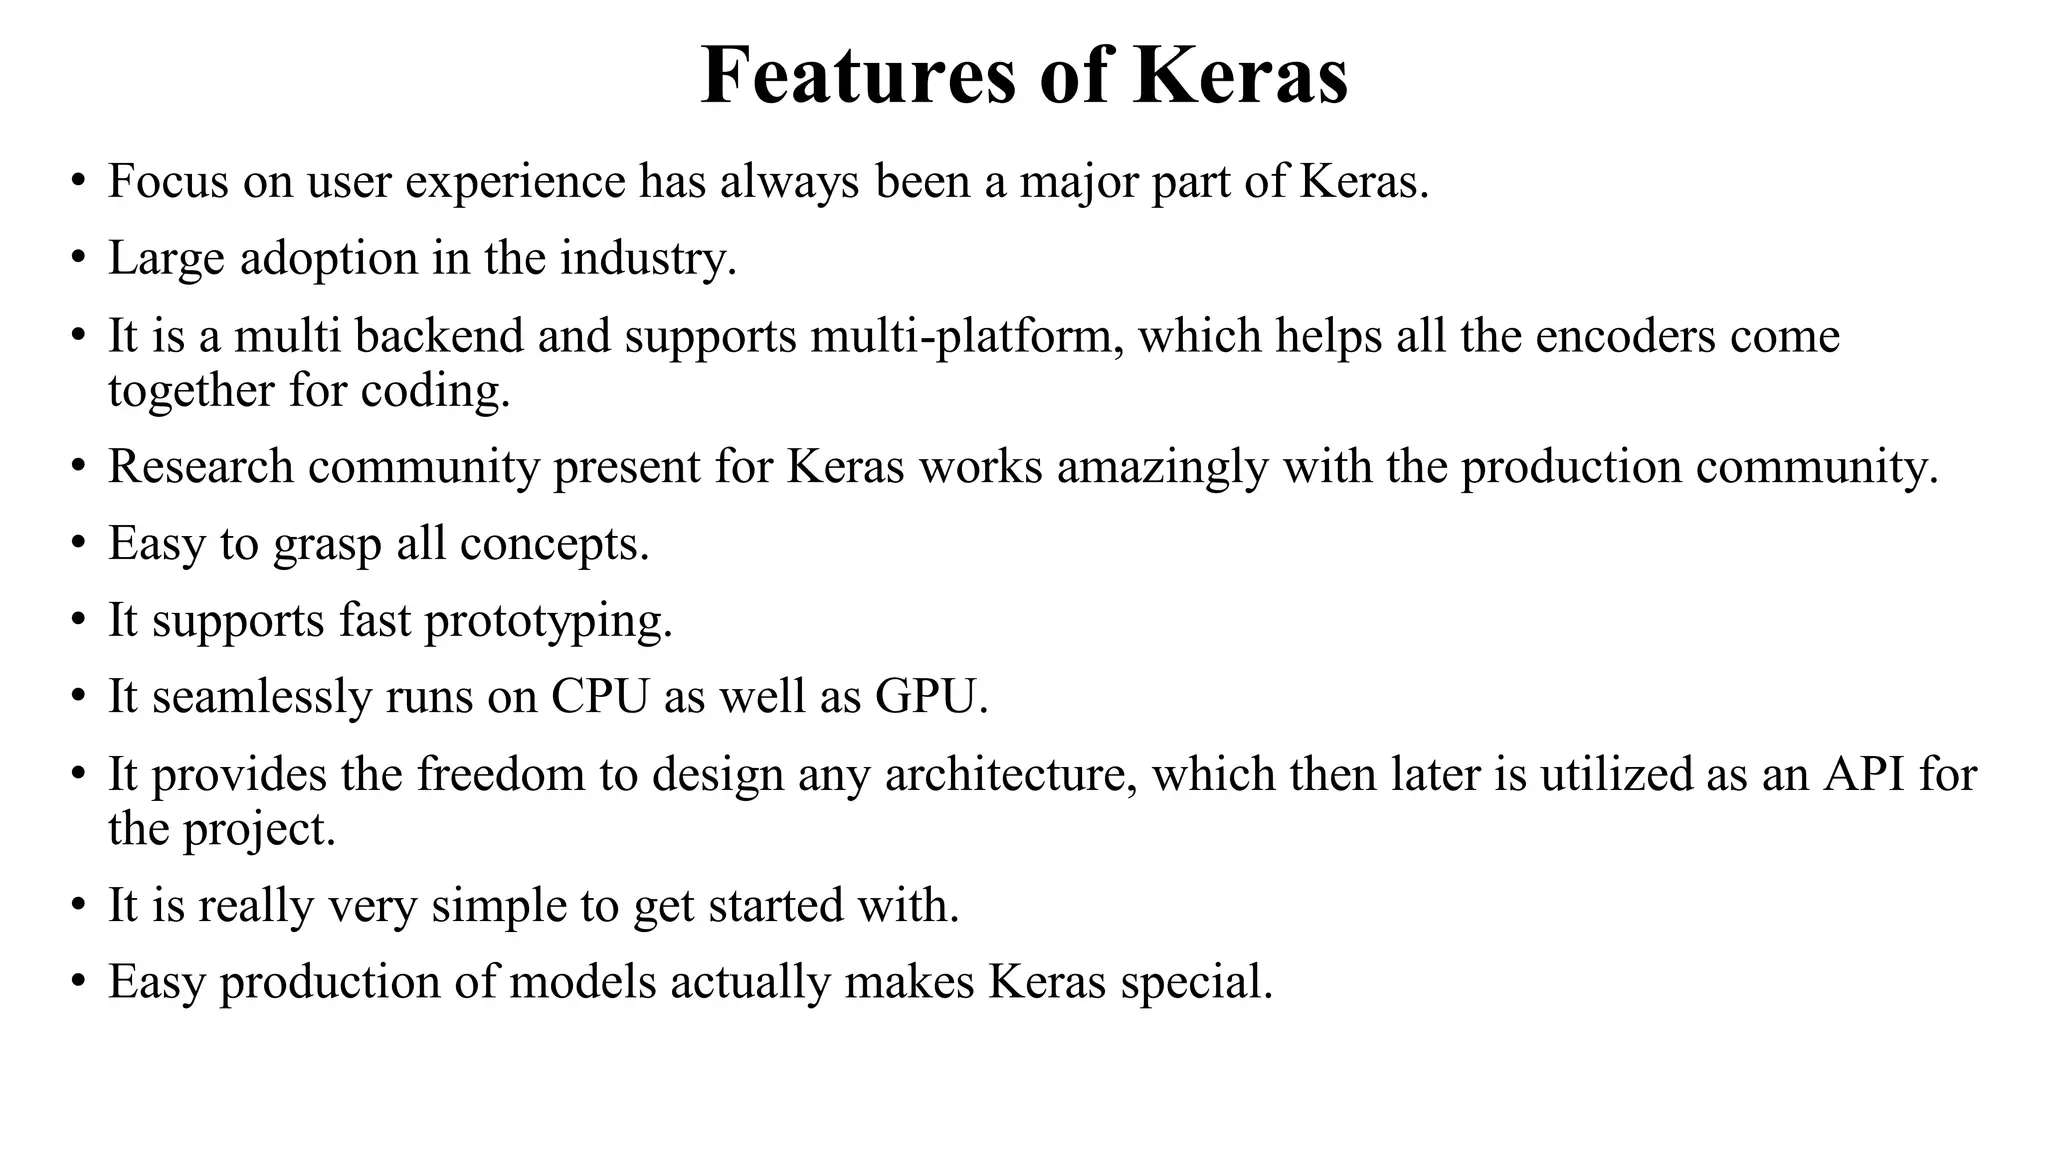 Features of Keras
• Focus on user experience has always been a major part of Keras.
• Large adoption in the industry.
• It is a multi backend and supports multi-platform, which helps all the encoders come
together for coding.
• Research community present for Keras works amazingly with the production community.
• Easy to grasp all concepts.
• It supports fast prototyping.
• It seamlessly runs on CPU as well as GPU.
• It provides the freedom to design any architecture, which then later is utilized as an API for
the project.
• It is really very simple to get started with.
• Easy production of models actually makes Keras special.